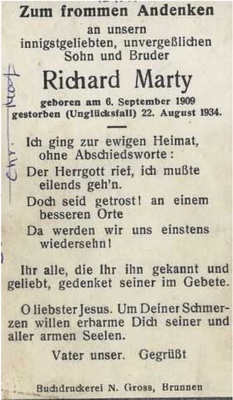 Zum frommen Andenken
an unsern
innigstgeliebten, unvergeßlichen
Sohn und Bruder
Richard Marty
geboren am 6. September 1909
gestorben (Unglücksfall) 22. August 1934.
Ich ging zur ewigen Heimat,
ohne Abschiedsworte:
Der Herrgott rief, ich mußte
eilends geh'n.
Doch seid getrost! an einem
besseren Orte
Da werden wir uns einstens
wiedersehn!
Ihr alle, die Ihr ihn gekannt und
geliebt, gedenket seiner im Gebete.
O liebster Jesus. Um Deiner Schmer-
zen willen erbarme Dich seiner und
aller armen Seelen.
Vater unser. Gegrüßt
Buchdruckerei N. Gross, Brunnen